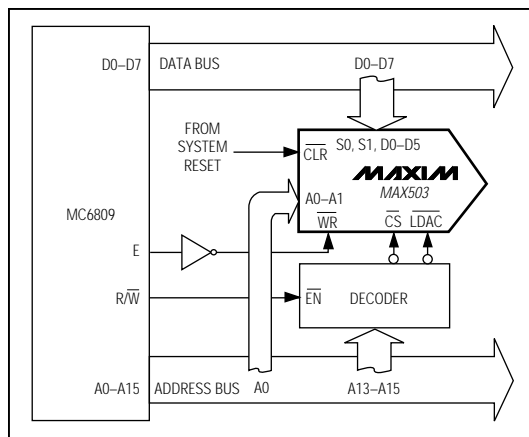 D0–D7
DATA BUS
D0–D7
FROM
SYSTEM
RESET
CLR
S0, S1, D0–D5
MAXIM
MAX503
A0–A1
WR
CS
LDAC
MC6809
E
R/W
EN
DECODER
A0–A15
ADDRESS BUS
A0
A13–A15